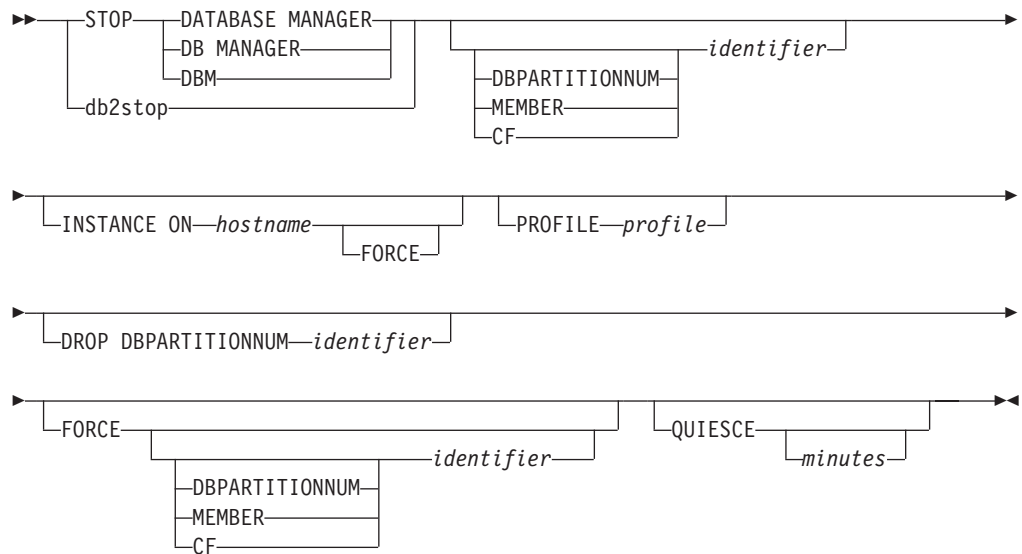 STOP DATABASE MANAGER
DB MANAGER identifier
DBM DBPARTITIONNUM
db2stop MEMBER
CF
INSTANCE ON hostname PROFILE profile
FORCE
DROP DBPARTITIONNUM identifier
FORCE QUIESCE
identifier minutes
DBPARTITIONNUM
MEMBER
CF